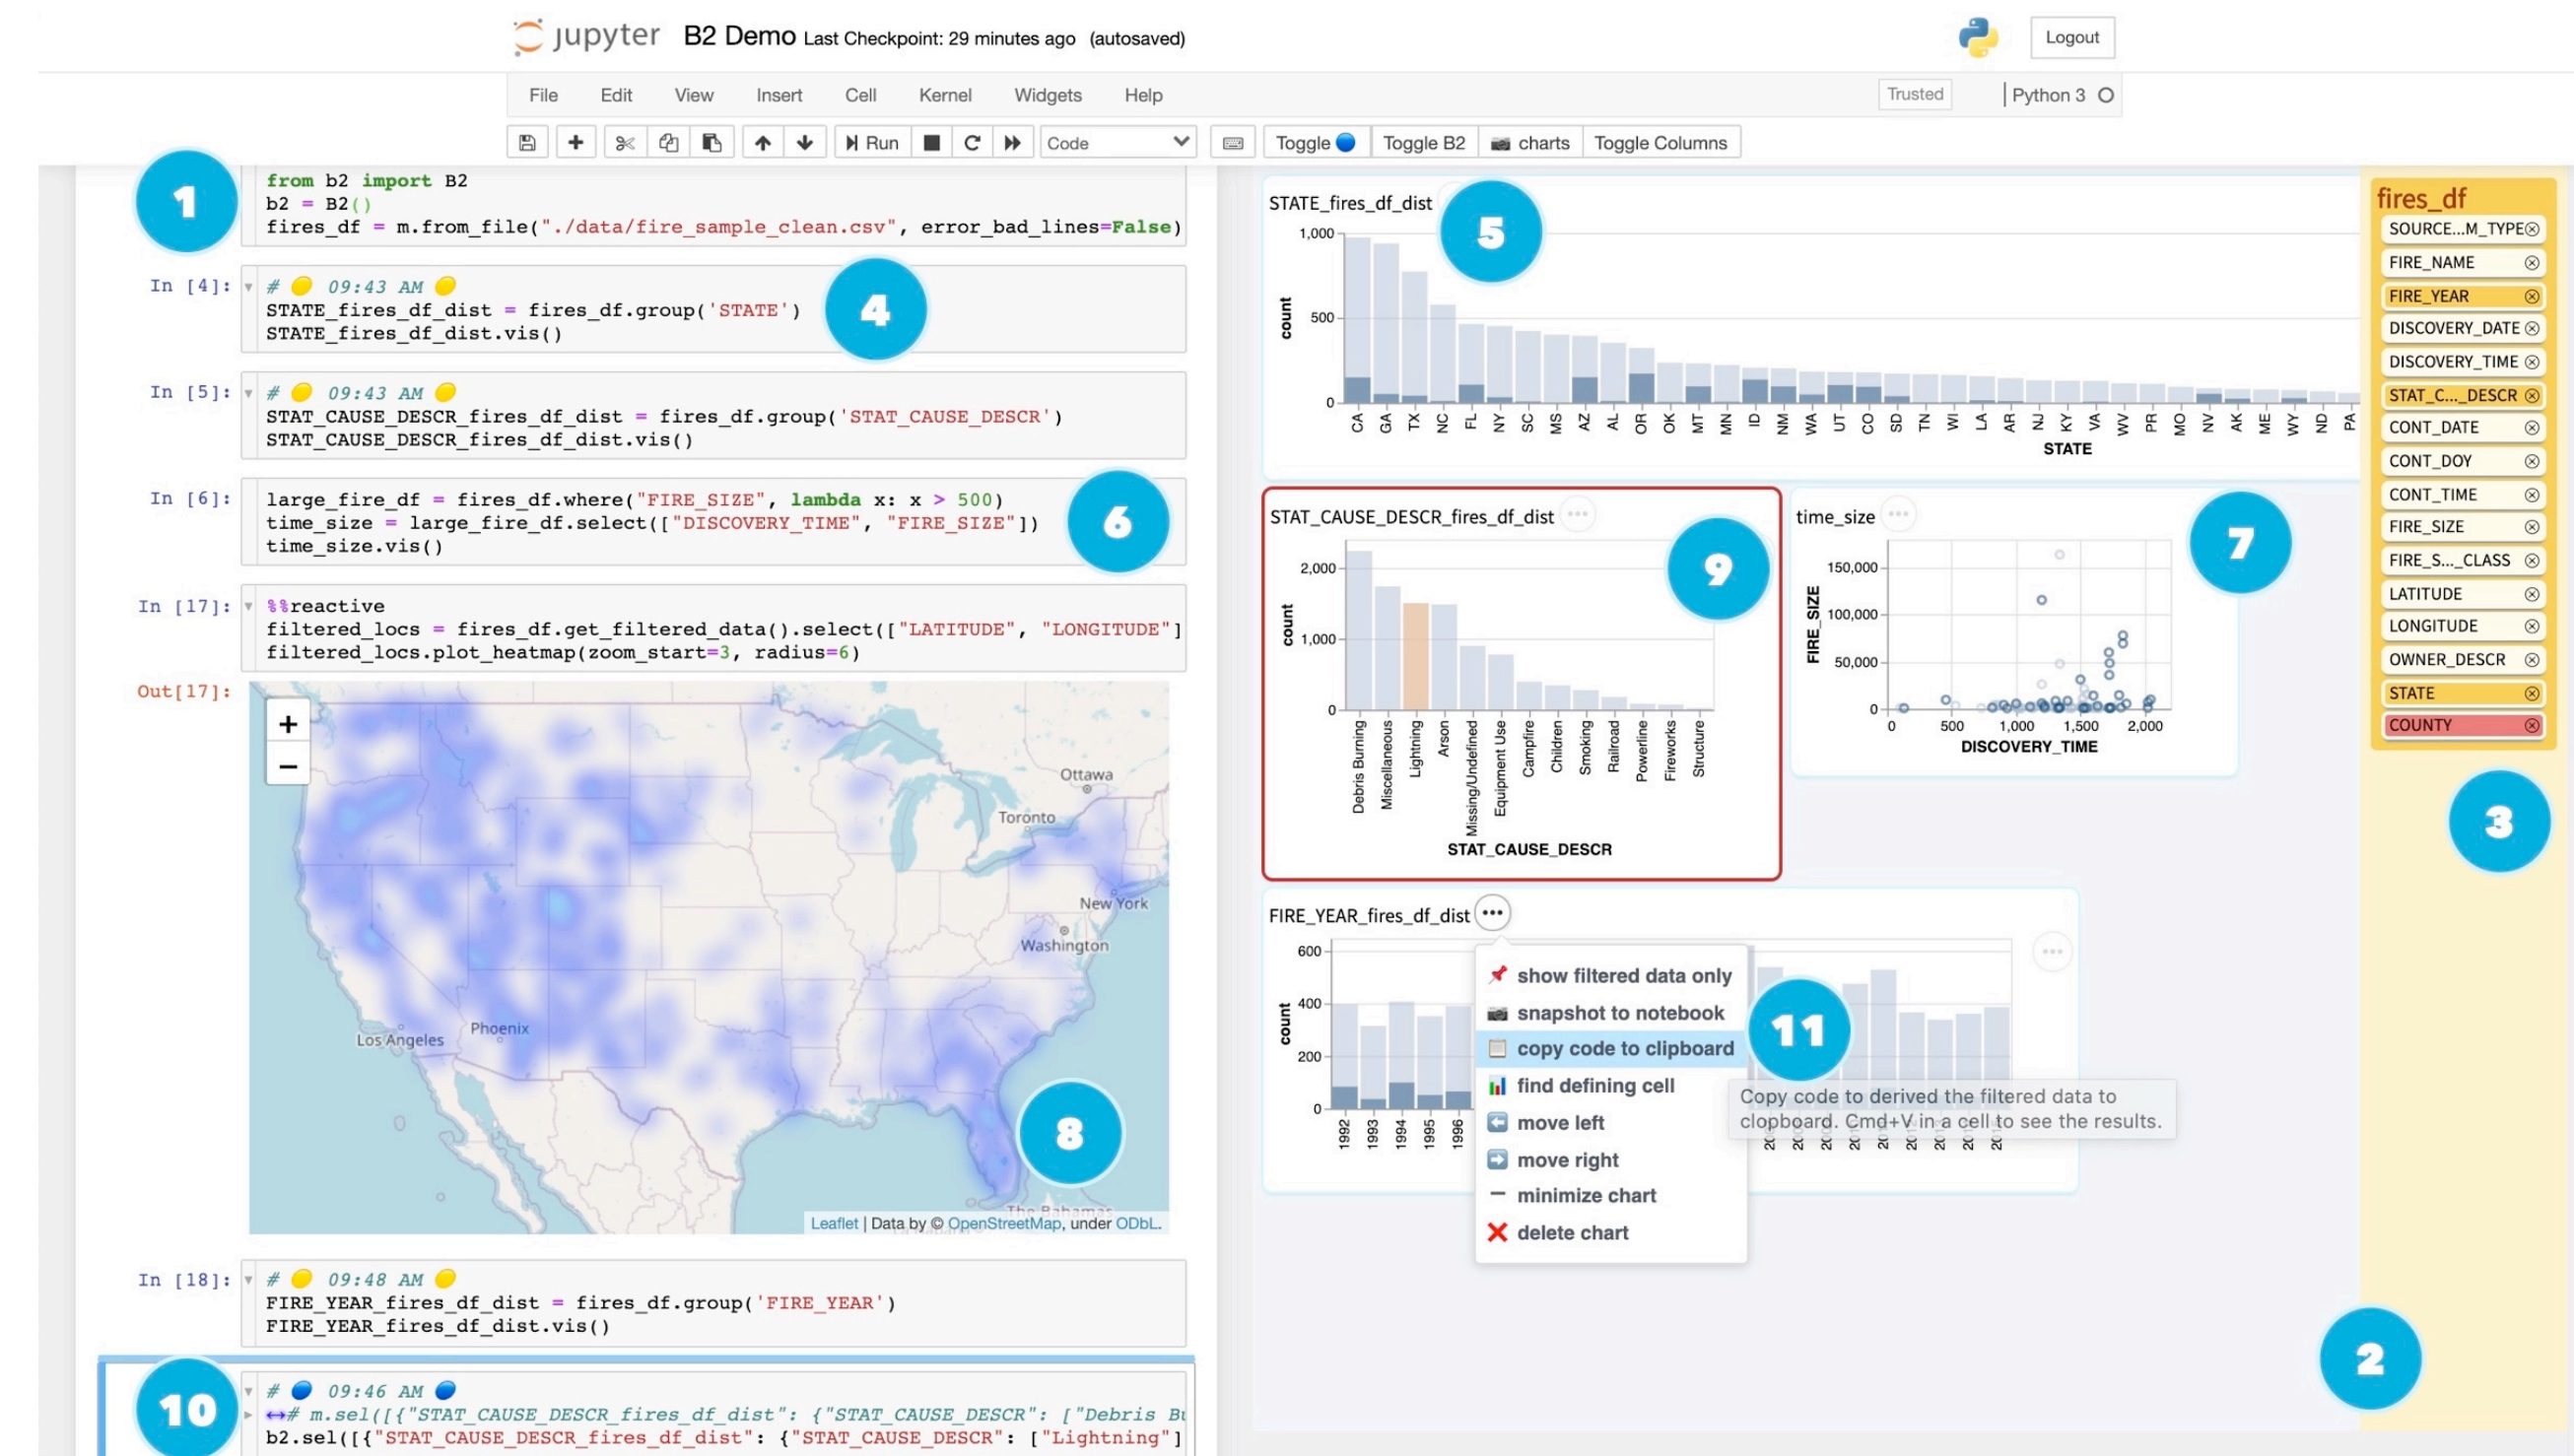 jupyter B2 Demo Last Checkpoint: 29 minutes ago (autosaved)
Logout
File Edit View Insert Cell Kernel Widgets Help
Trusted
Python 3
Run
Code
Toggle
Toggle B2
charts
Toggle Columns
1
from b2 import B2
b2 = B2()
fires_df = m.from_file("./data/fire_sample_clean.csv", error_bad_lines=False)
In [4]:
# 09:43 AM
STATE_fires_df_dist = fires_df.group('STATE')
STATE_fires_df_dist.vis()
4
In [5]:
# 09:43 AM
STAT_CAUSE_DESCR_fires_df_dist = fires_df.group('STAT_CAUSE_DESCR')
STAT_CAUSE_DESCR_fires_df_dist.vis()
In [6]:
large_fire_df = fires_df.where("FIRE_SIZE", lambda x: x > 500)
time_size = large_fire_df.select(["DISCOVERY_TIME", "FIRE_SIZE"])
time_size.vis()
6
In [17]:
%%reactive
filtered_locs = fires_df.get_filtered_data().select(["LATITUDE", "LONGITUDE"]
filtered_locs.plot_heatmap(zoom_start=3, radius=6)
Out[17]:
+
−
Ottawa
Toronto
New York
Washington
Los Angeles
Phoenix
The Bahamas
8
Leaflet | Data by © OpenStreetMap, under ODbL.
In [18]:
# 09:48 AM
FIRE_YEAR_fires_df_dist = fires_df.group('FIRE_YEAR')
FIRE_YEAR_fires_df_dist.vis()
10
# 09:46 AM
↔# m.sel([{"STAT_CAUSE_DESCR_fires_df_dist": {"STAT_CAUSE_DESCR": ["Debris Bu
b2.sel([{"STAT_CAUSE_DESCR_fires_df_dist": {"STAT_CAUSE_DESCR": ["Lightning"]
STATE_fires_df_dist
5
1,000
500
0
count
CA GA TX NC FL NY SC MS AZ AL OR OK MT MN ID NM WA UT CO SD TN WI LA AR NJ KY VA WV PR MO NV AK ME WY ND PA
STATE
STAT_CAUSE_DESCR_fires_df_dist
9
2,000
1,000
0
count
Debris Burning
Miscellaneous
Lightning
Arson
Missing/Undefined
Equipment Use
Campfire
Children
Smoking
Railroad
Powerline
Fireworks
Structure
STAT_CAUSE_DESCR
time_size
7
150,000
100,000
50,000
0
FIRE_SIZE
0 500 1,000 1,500 2,000
DISCOVERY_TIME
FIRE_YEAR_fires_df_dist
600
400
200
0
count
1992 1993 1994 1995 1996
show filtered data only
snapshot to notebook
copy code to clipboard
find defining cell
move left
move right
minimize chart
delete chart
11
Copy code to derived the filtered data to
clopboard. Cmd+V in a cell to see the results.
fires_df
SOURCE...M_TYPE
FIRE_NAME
FIRE_YEAR
DISCOVERY_DATE
DISCOVERY_TIME
STAT_C..._DESCR
CONT_DATE
CONT_DOY
CONT_TIME
FIRE_SIZE
FIRE_S..._CLASS
LATITUDE
LONGITUDE
OWNER_DESCR
STATE
COUNTY
3
2